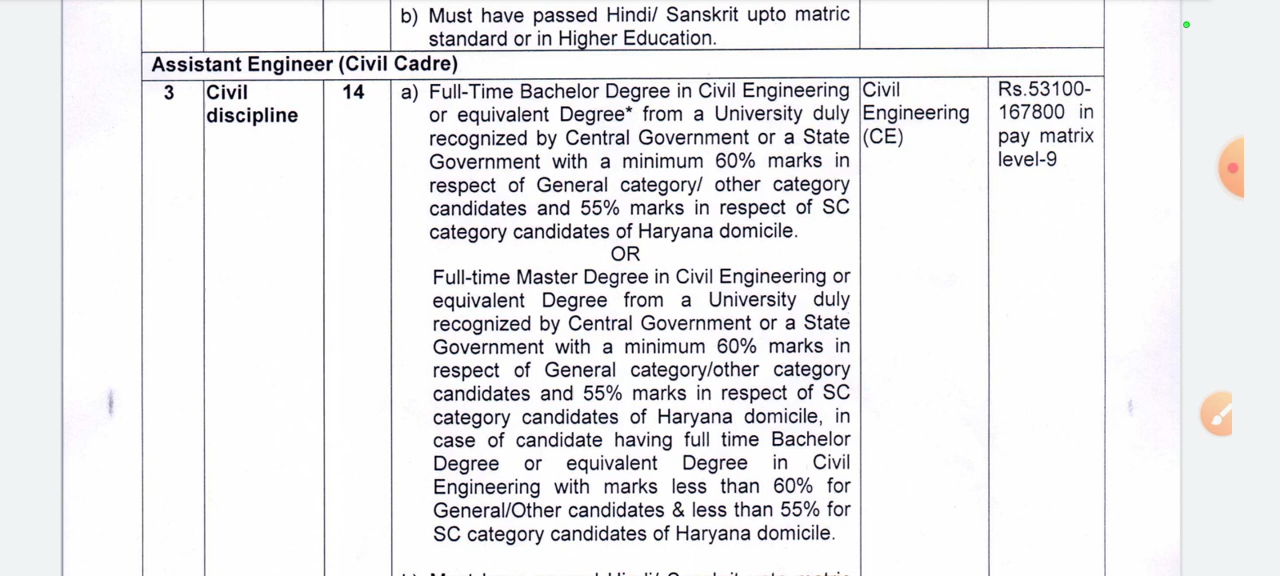 b) Must have passed Hindi/ Sanskrit upto matric
standard or in Higher Education.
Assistant Engineer (Civil Cadre)
3 Civil discipline 14
a) Full-Time Bachelor Degree in Civil Engineering
or equivalent Degree* from a University duly
recognized by Central Government or a State
Government with a minimum 60% marks in
respect of General category/ other category
candidates and 55% marks in respect of SC
category candidates of Haryana domicile.
OR
Full-time Master Degree in Civil Engineering or
equivalent Degree from a University duly
recognized by Central Government or a State
Government with a minimum 60% marks in
respect of General category/other category
candidates and 55% marks in respect of SC
category candidates of Haryana domicile, in
case of candidate having full time Bachelor
Degree or equivalent Degree in Civil
Engineering with marks less than 60% for
General/Other candidates & less than 55% for
SC category candidates of Haryana domicile.
Civil
Engineering
(CE)
Rs.53100-
167800 in
pay matrix
level-9